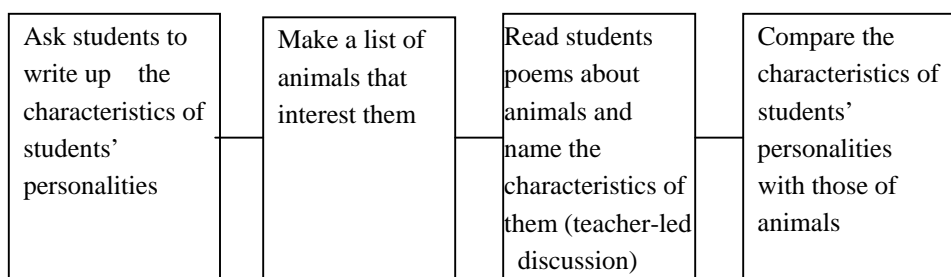 Ask students to
write up the
characteristics of
students’
personalities
Make a list of
animals that
interest them
Read students
poems about
animals and
name the
characteristics of
them (teacher-led
discussion)
Compare the
characteristics of
students’
personalities
with those of
animals